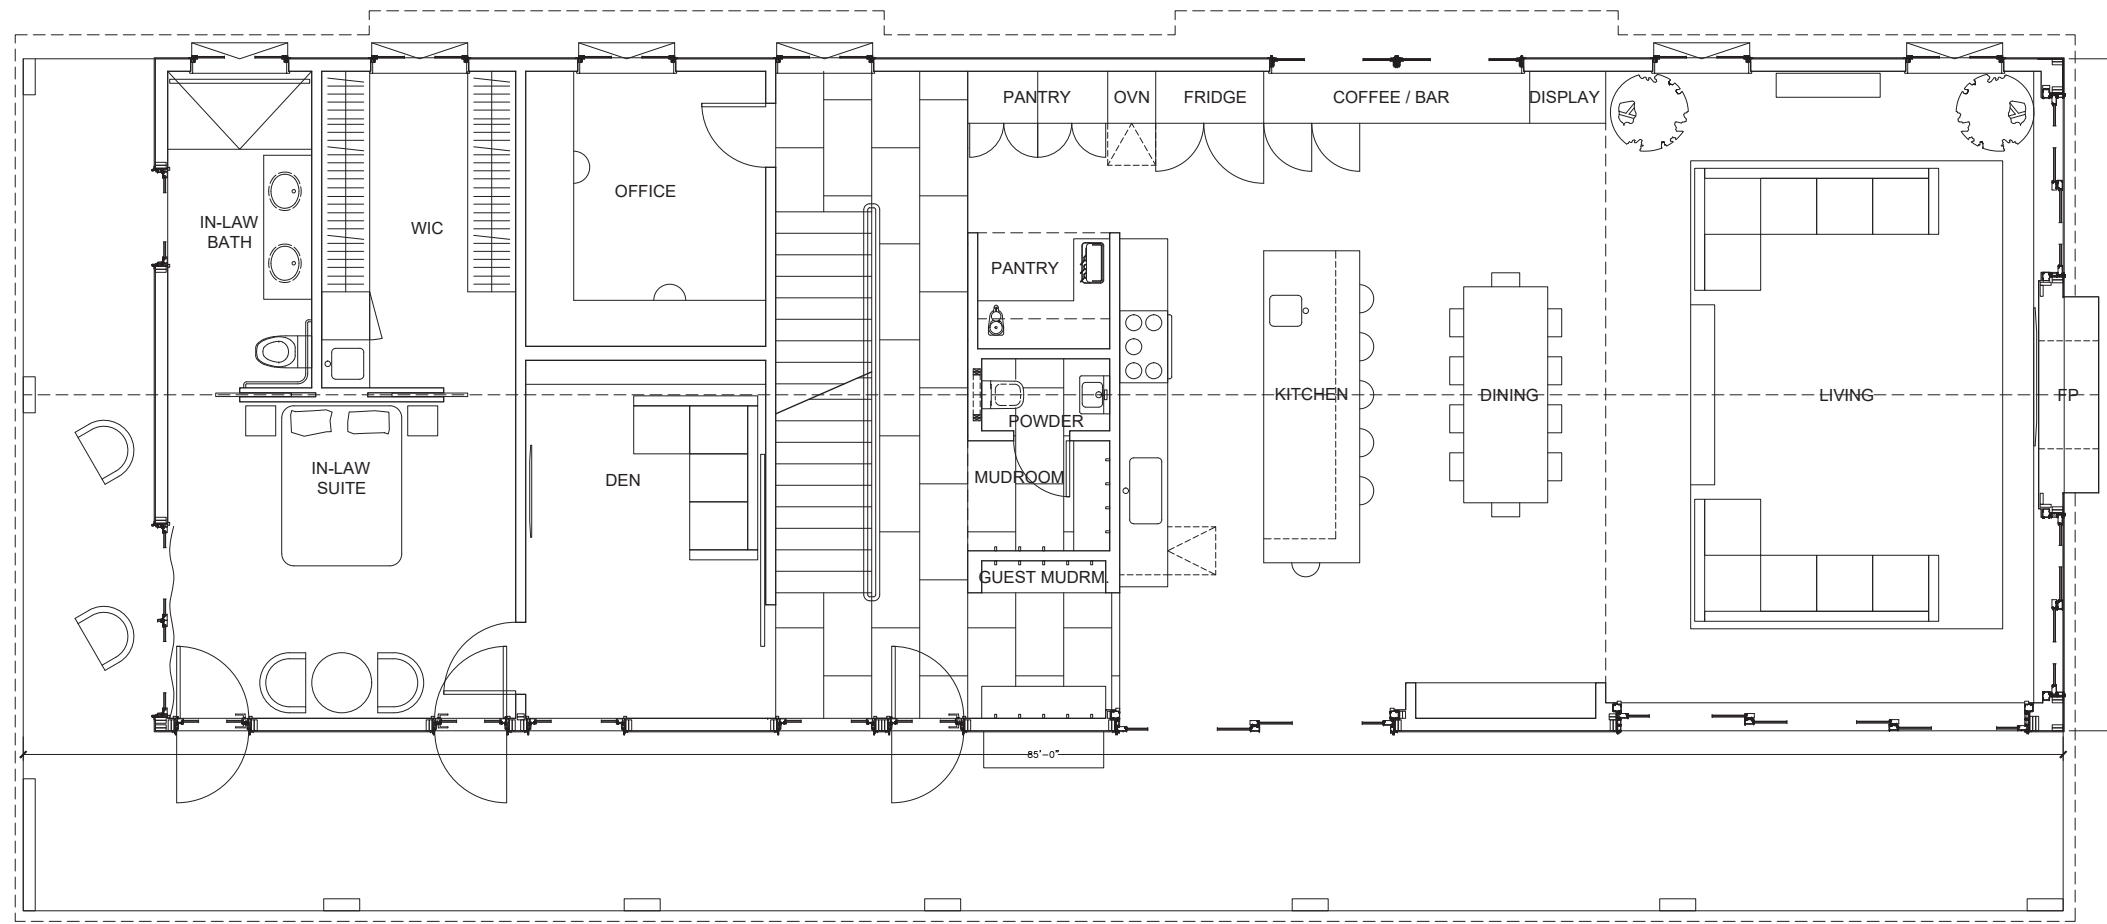 PANTRY
OVN
FRIDGE
COFFEE / BAR
DISPLAY
OFFICE
IN-LAW
BATH
WIC
PANTRY
KITCHEN
DINING
LIVING
FP
POWDER
IN-LAW
SUITE
DEN
MUDROOM
GUEST MUDRM.
85'-0"